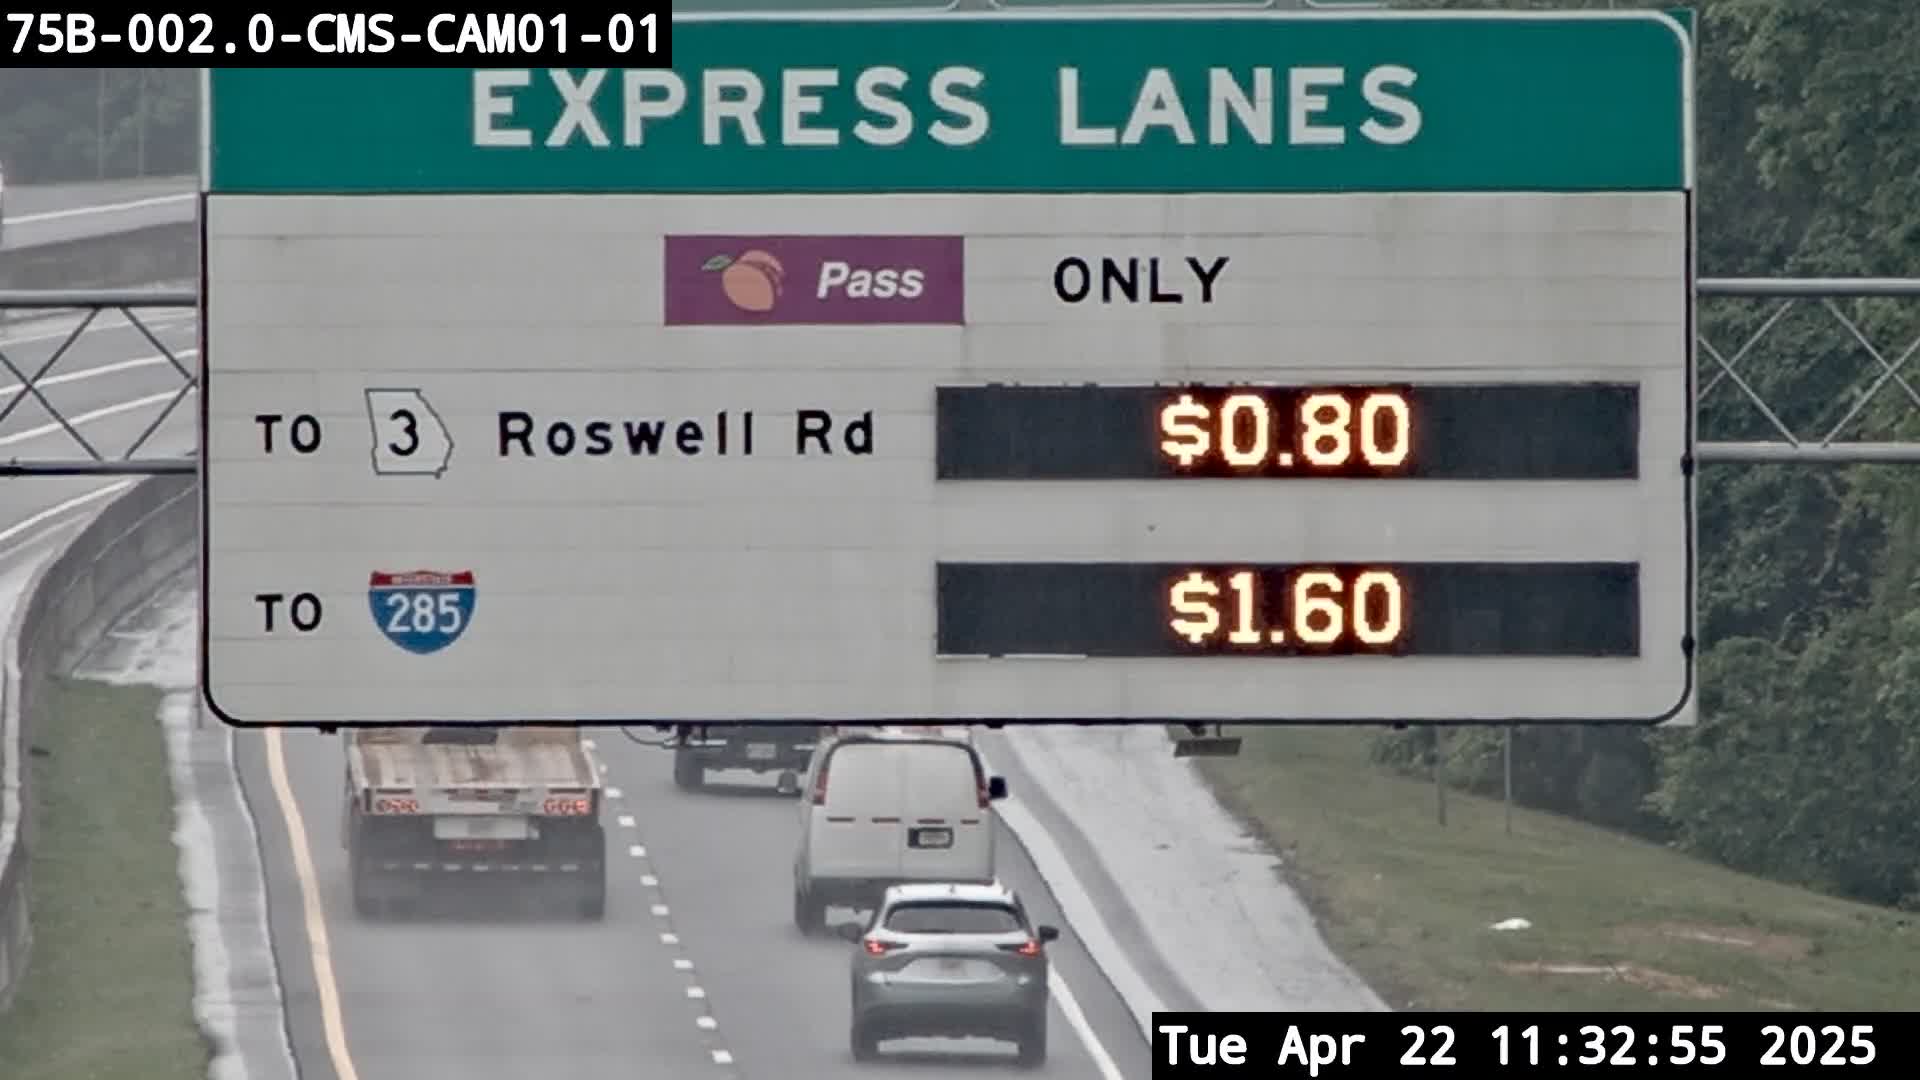 75B-002.0-CMS-CAM01-01
EXPRESS LANES
Pass ONLY
TO 3 Roswell Rd $0.80
TO 285 $1.60
Tue Apr 22 11:32:55 2025